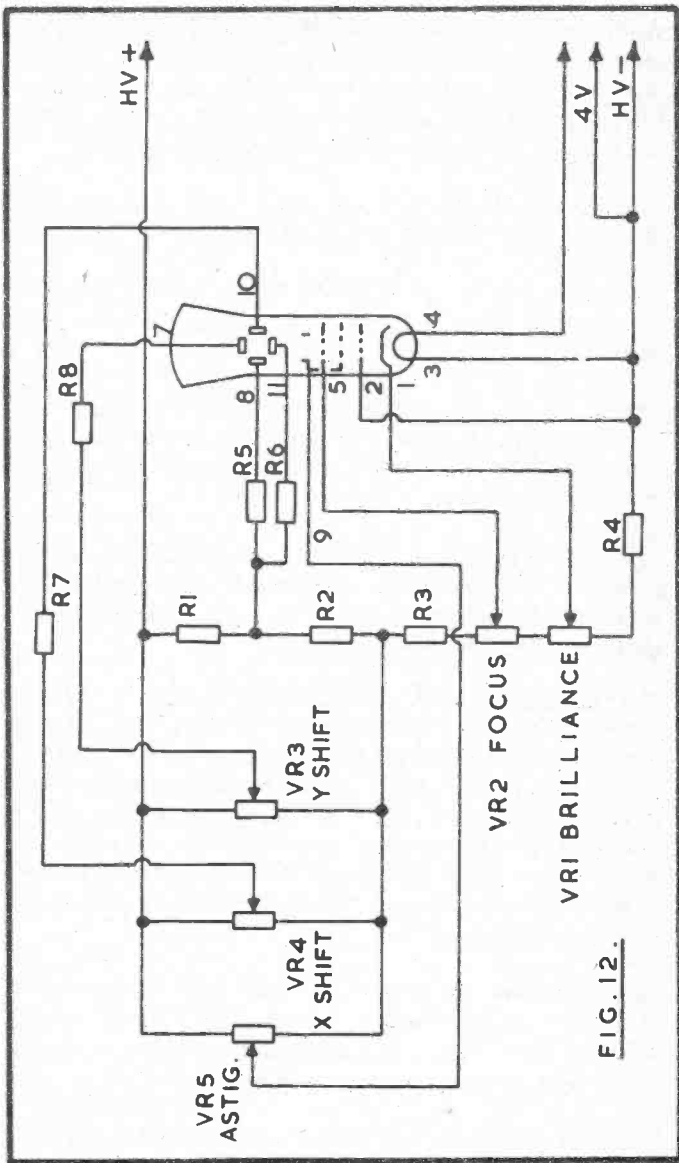 HV +
4V
HV −
R8
R7
7
10
8
11
5
2
1
3
4
9
R5
R6
R1
R2
R3
R4
VR3
Y SHIFT
VR4
X SHIFT
VR5
ASTIG.
VR2 FOCUS
VR1 BRILLIANCE
FIG.12.